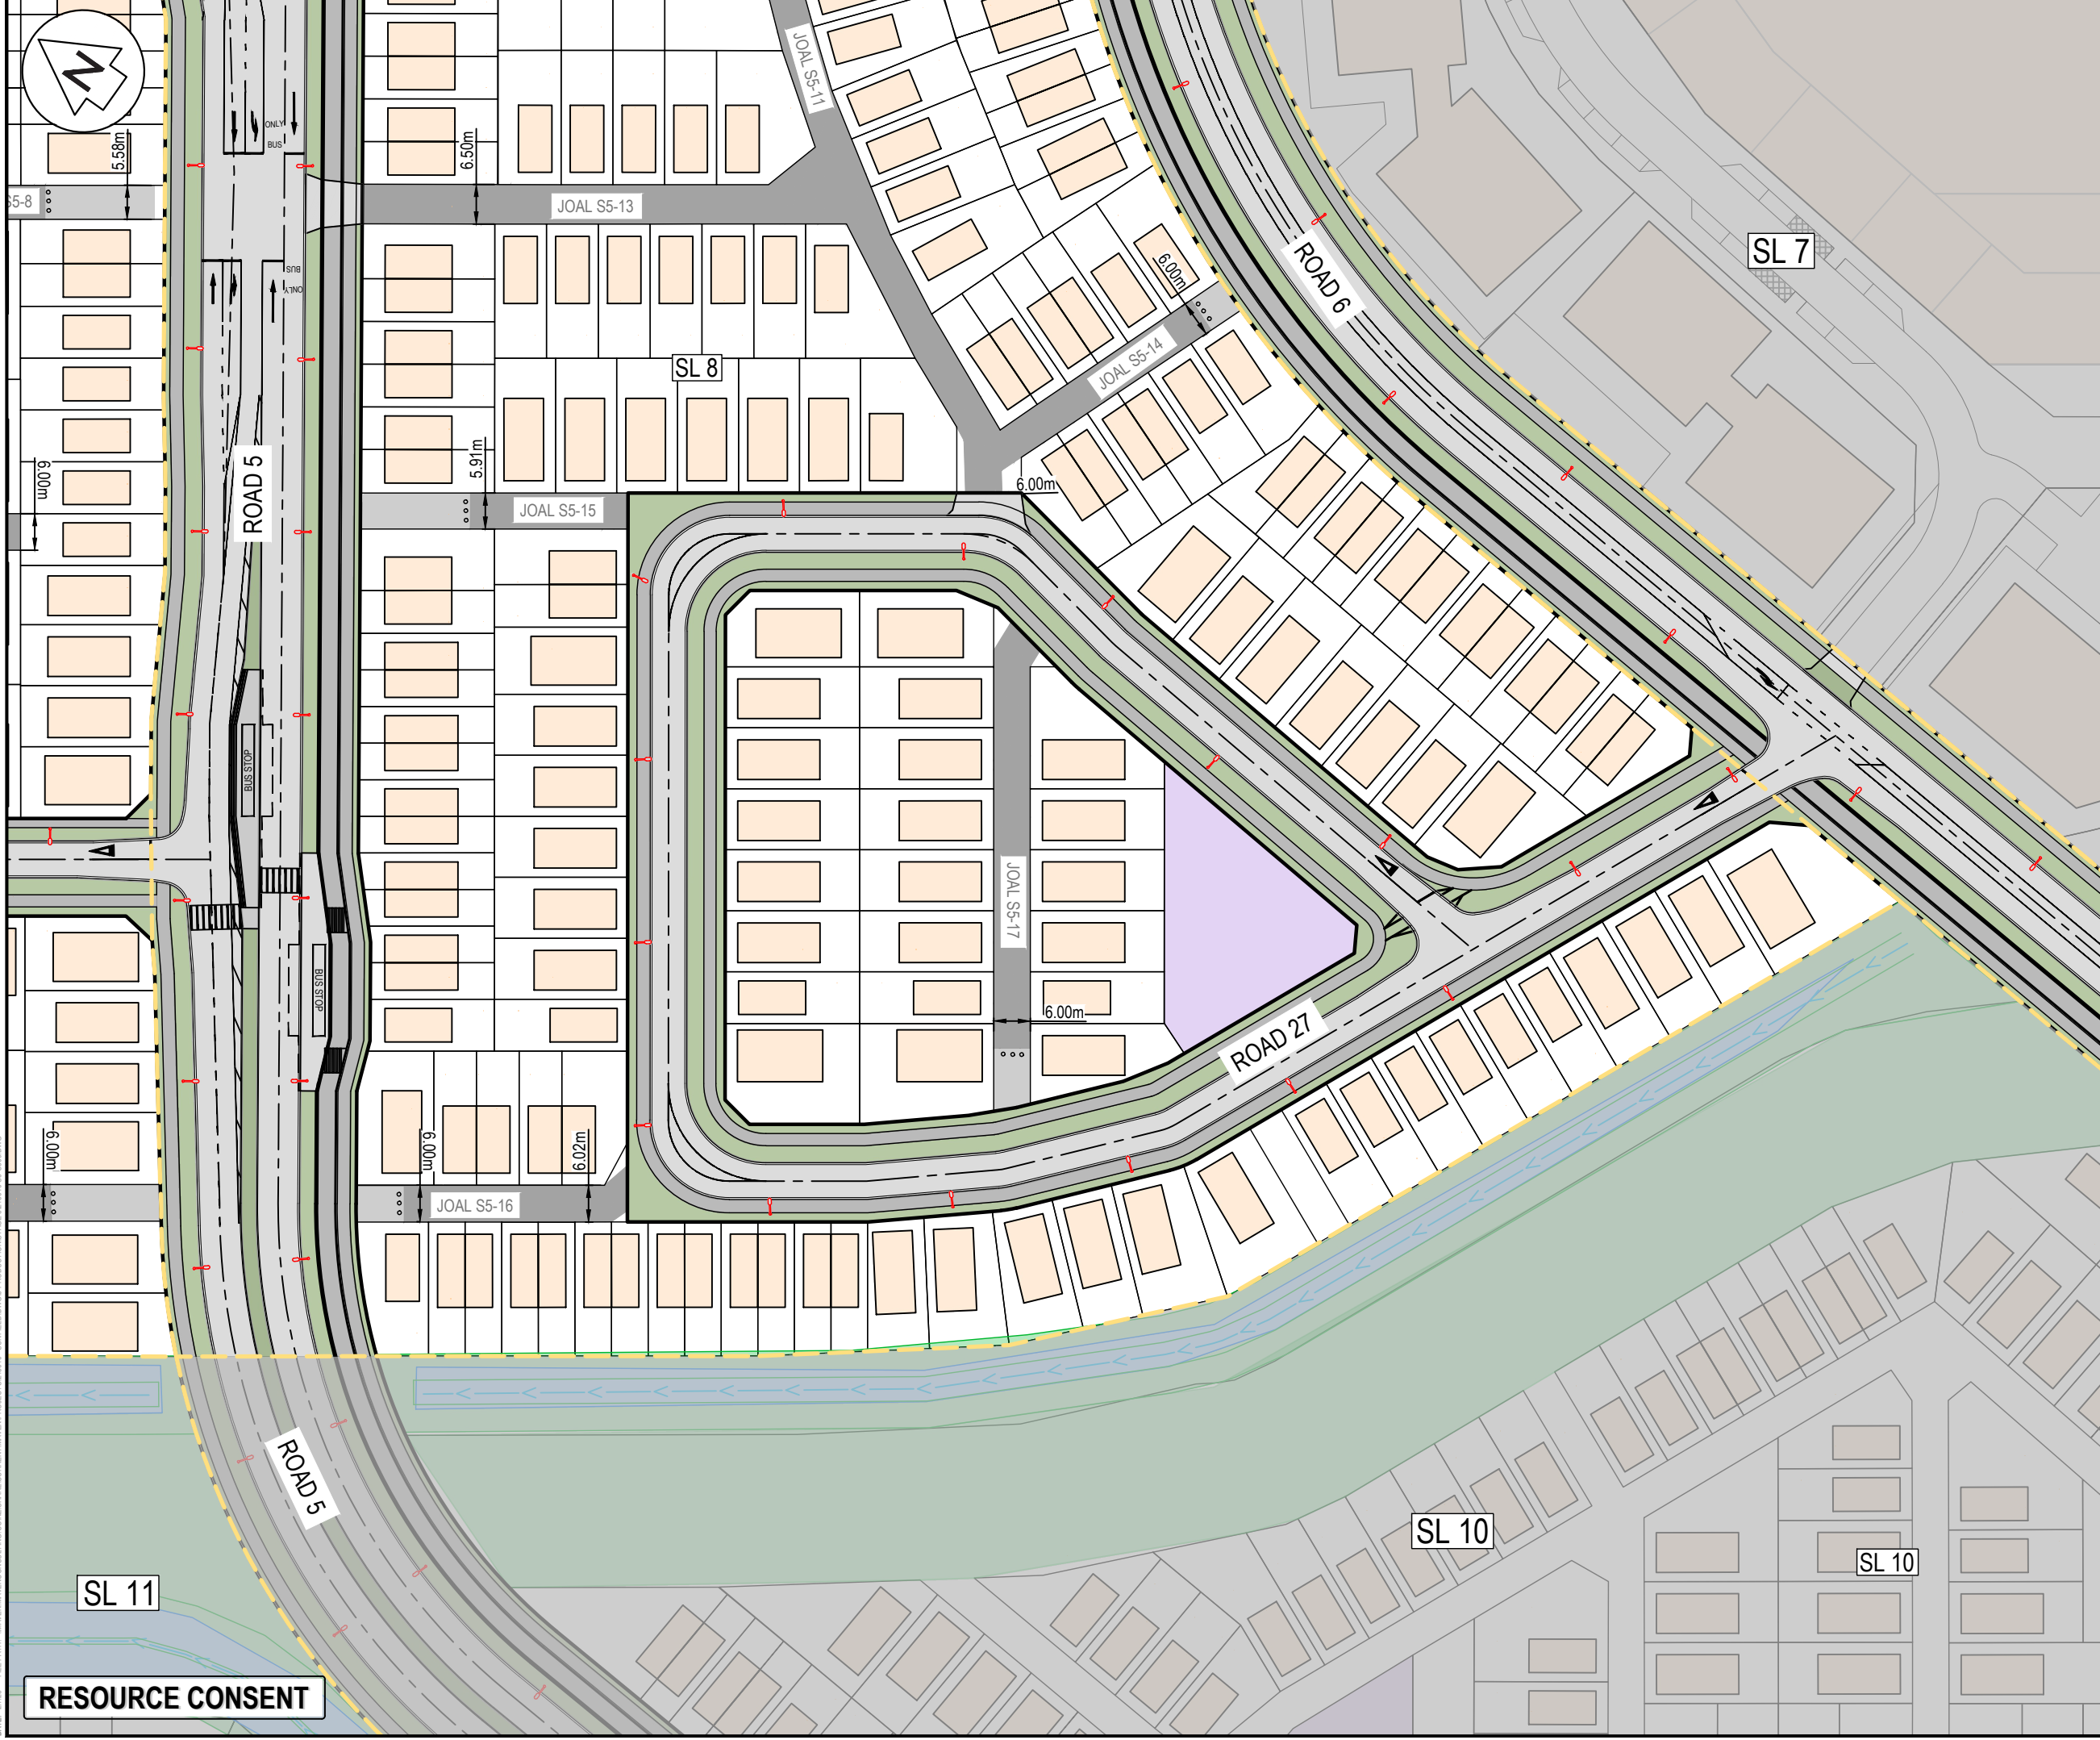 N
JOAL S5-11
ONLY
BUS
5.58m
6.50m
S5-8
JOAL S5-13
SL 7
6.00m
ROAD 6
BUS
ONLY
JOAL S5-14
SL 8
6.00m
ROAD 5
5.91m
6.00m
JOAL S5-15
BUS STOP
JOAL S5-17
BUS STOP
6.00m
ROAD 27
6.00m
6.00m
6.02m
JOAL S5-16
ROAD 5
SL 10
SL 10
SL 11
RESOURCE CONSENT